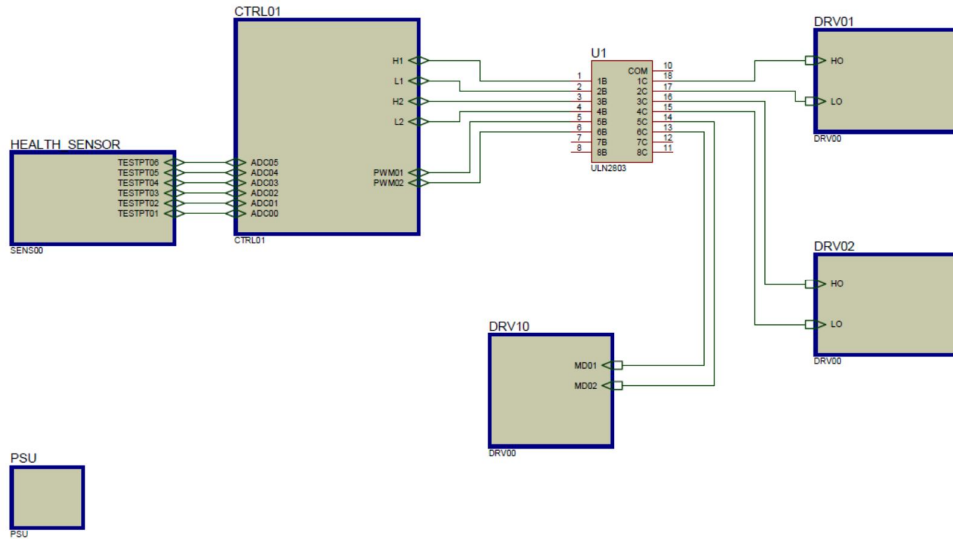 CTRL01
H1
L1
H2
L2
PWM01
PWM02
ADC05
ADC04
ADC03
ADC02
ADC01
ADC00
CTRL01
HEALTH SENSOR
TESTPT06
TESTPT05
TESTPT04
TESTPT03
TESTPT02
TESTPT01
SENS00
U1
1
2
3
4
5
6
7
8
1B
2B
3B
4B
5B
6B
7B
8B
COM
1C
2C
3C
4C
5C
6C
7C
8C
10
18
17
16
15
14
13
12
11
ULN2803
DRV01
HO
LO
DRV00
DRV02
HO
LO
DRV00
DRV10
MD01
MD02
DRV00
PSU
PSU